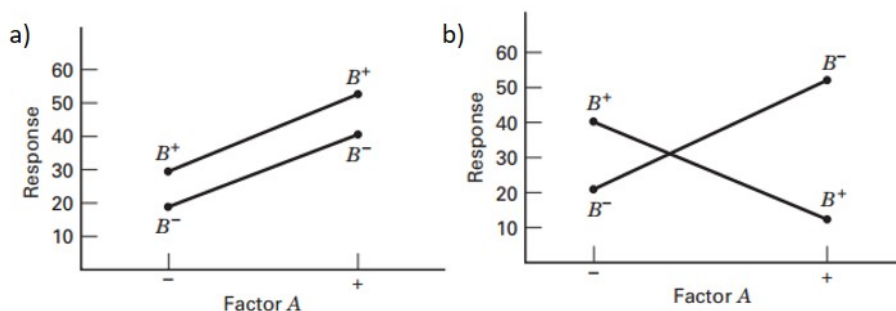 a)
Response
60
50
40
30
20
10
B⁺
B⁺
B⁻
B⁻
−
+
Factor A
b)
Response
60
50
40
30
20
10
B⁺
B⁻
B⁻
B⁺
−
+
Factor A